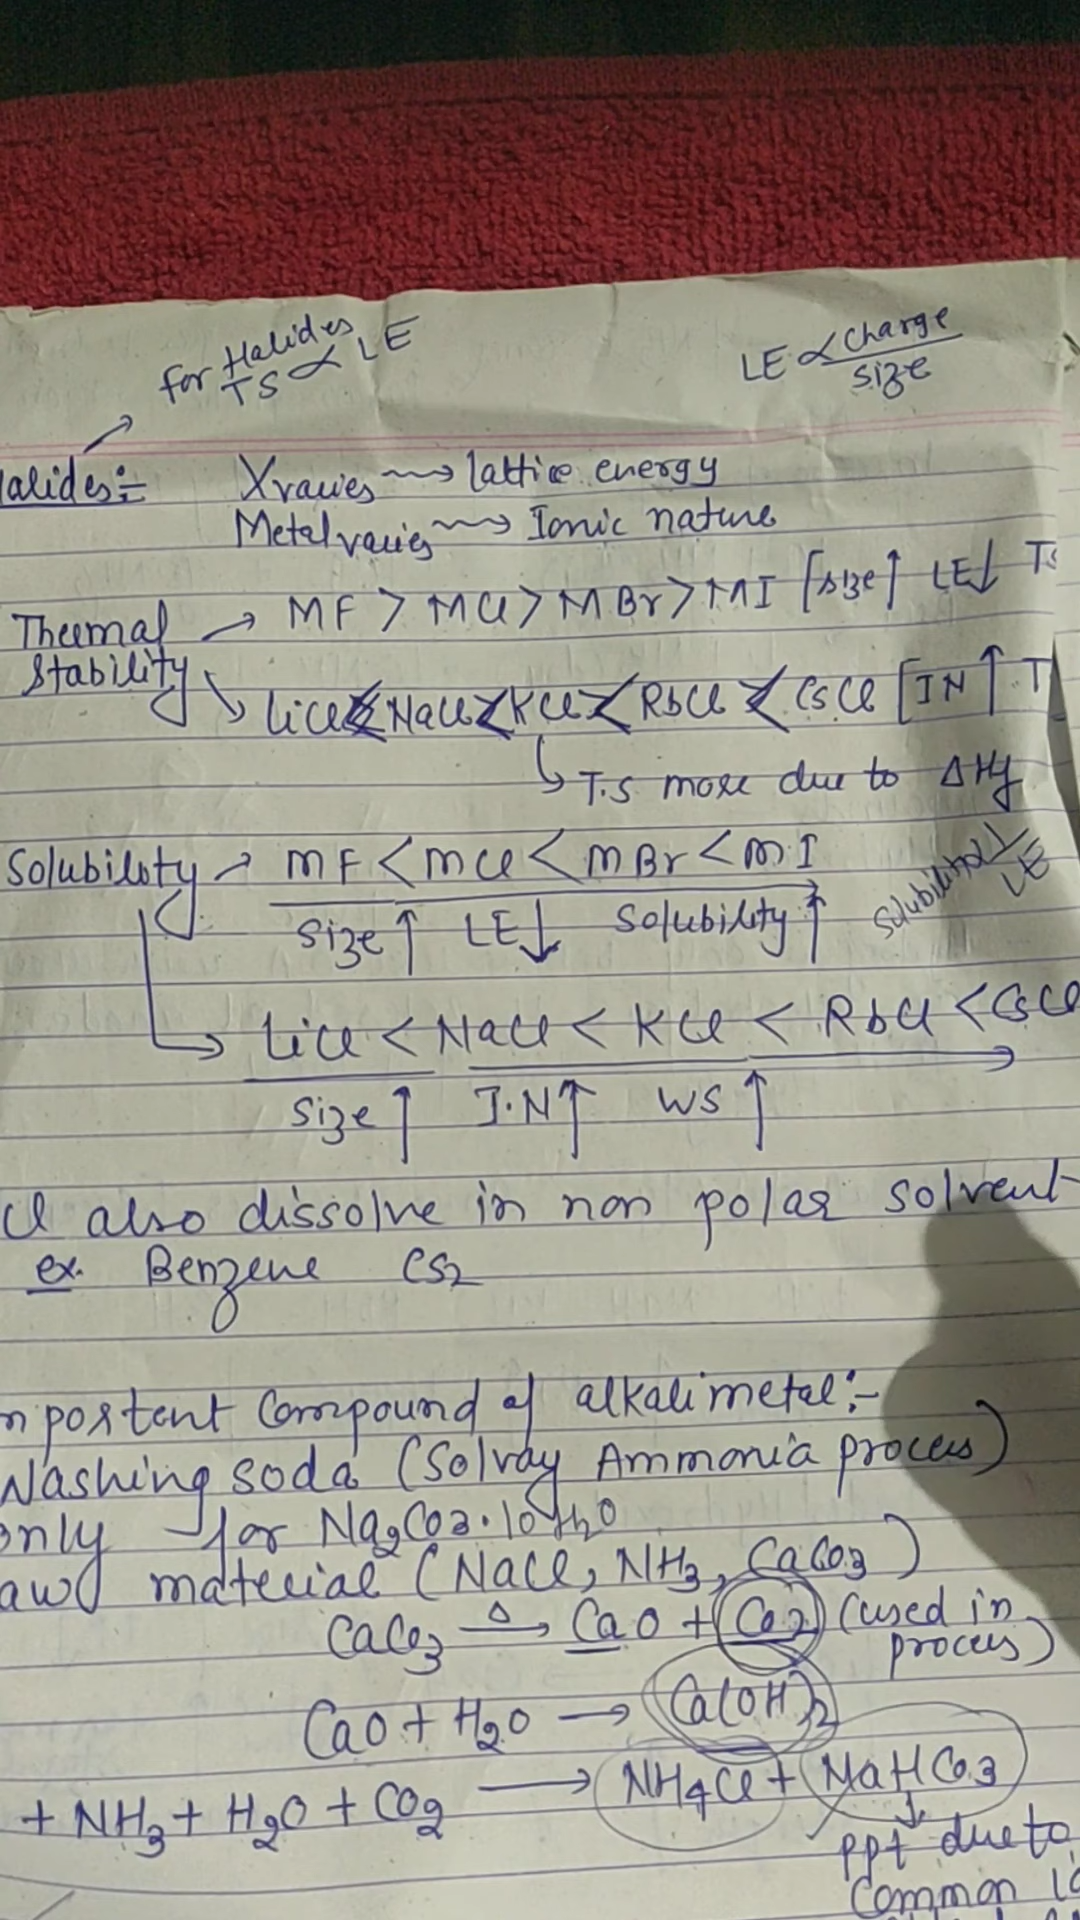 for Halides
TS ∝ LE
LE ∝ charge/size
alides:- X varies ⟿ lattice energy
Metal varies ⟿ Ionic nature
Thermal Stability → MF > MCl > MBr > MI [size↑ LE↓ TS
↘ LiCl < NaCl < KCl < RbCl < CsCl [IN↑ T
↳ T.S more due to ΔHf
Solubility → MF < MCl < MBr < MI
Size↑ LE↓ Solubility↑
Solubility ∝ 1/LE
→ LiCl < NaCl < KCl < RbCl < CsCl
Size↑ I.N↑ WS↑
Cl also dissolve in non polar solvent
ex. Benzene CS2
mportant Compound of alkali metal:-
Washing Soda (Solvay Ammonia process)
only for Na2CO3·10H2O
aw material (NaCl, NH3, CaCO3)
CaCO3 —Δ→ CaO + CO2 (used in process)
CaO + H2O → Ca(OH)2
+ NH3 + H2O + CO2 → NH4Cl + NaHCO3
ppt due to
Common